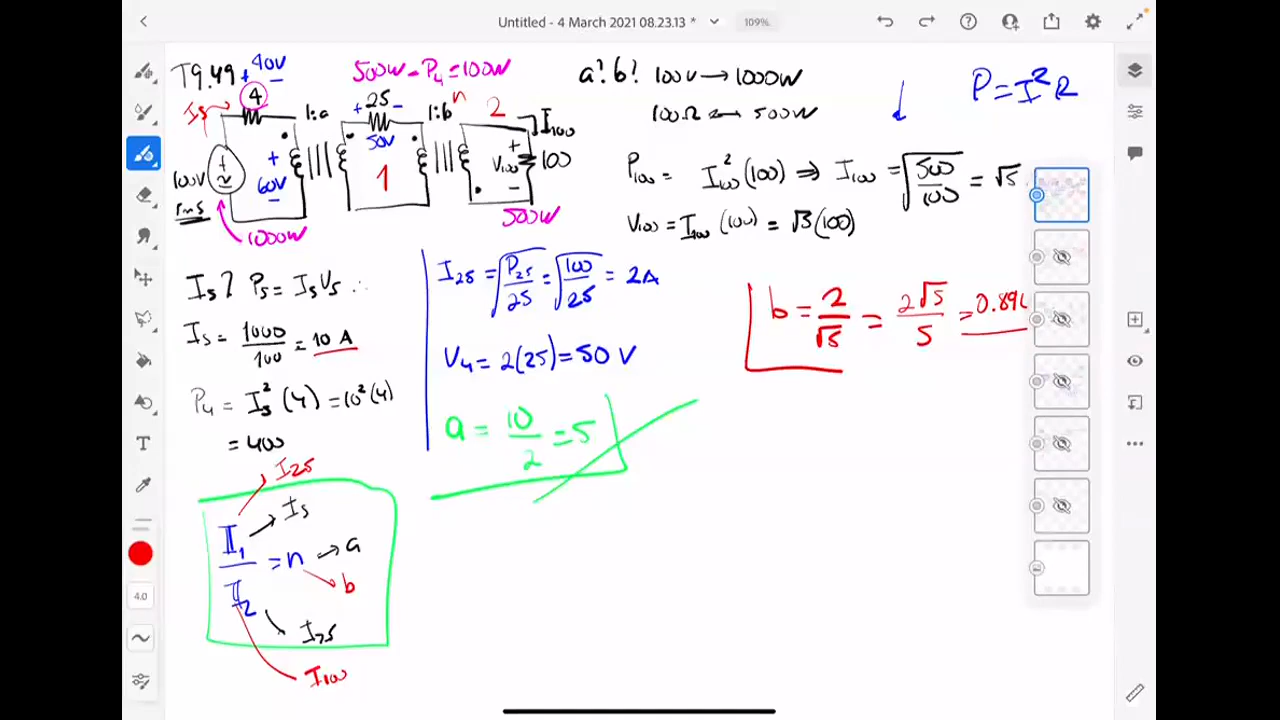 Untitled - 4 March 2021 08.23.13 *
109%
T9.49
+ 40V -
500W - P4 = 100W
a? b? 100V → 1000W
P = I²R
Is
4
1:a
+ 25 -
1:b
n
2
I100
100Ω ↔ 500W
100V
rms
+
60V
-
50V
1
+
V100
-
100
P100 = I100² (100) ⇒ I100 = √(500/100) = √5
1000W
500W
V100 = I100 (100) = √5 (100)
Is? Ps = Is Vs ∴
I25 = √(P25/25) = √(100/25) = 2A
Is = 1000/100 = 10 A
b = 2/√5 = 2√5/5 = 0.89
V4 = 2(25) = 50 V
P4 = Is² (4) = 10² (4)
= 400
a = 10/2 = 5
I25
Is
I1/I2 = n
a
b
I25
I100
T
4.0